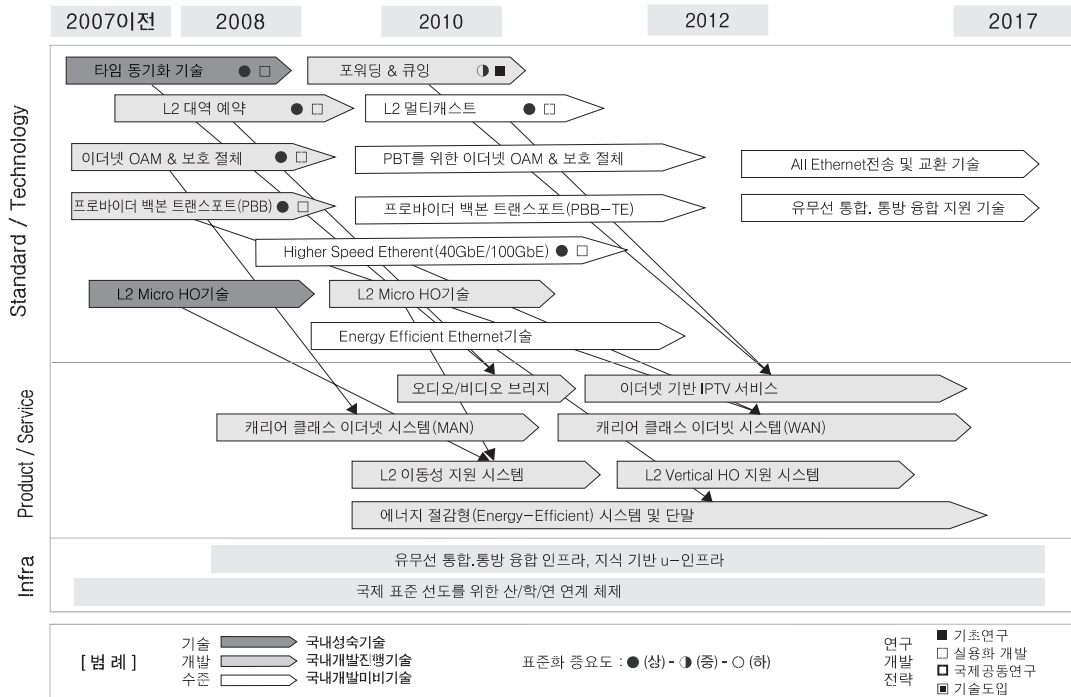 2007이전 2008 2010 2012 2017
Standard / Technology
타임 동기화 기술 ● □
포워딩 & 큐잉 ◑ ■
L2 대역 예약 ● □
L2 멀티캐스트 ● □
이더넷 OAM & 보호 절체 ● □
PBT를 위한 이더넷 OAM & 보호 절체
All Ethernet전송 및 교환 기술
프로바이더 백본 트랜스포트(PBB) ● □
프로바이더 백본 트랜스포트(PBB-TE)
유무선 통합. 통방 융합 지원 기술
Higher Speed Etherent(40GbE/100GbE) ● □
L2 Micro HO기술
L2 Micro HO기술
Energy Efficient Ethernet기술
Product / Service
오디오/비디오 브리지
이더넷 기반 IPTV 서비스
캐리어 클래스 이더넷 시스템(MAN)
캐리어 클래스 이더빗 시스텝(WAN)
L2 이동성 지원 시스템
L2 Vertical HO 지원 시스템
에너지 절감형(Energy-Efficient) 시스템 및 단말
Infra
유무선 통합.통방 융합 인프라, 지식 기반 u-인프라
국제 표준 선도를 위한 산/학/연 연계 체제
[ 범 례 ]
기술 개발 수준
국내성숙기술
국내개발진행기술
국내개발미비기술
표준화 중요도 : ● (상) - ◑ (중) - ○ (하)
연구 개발 전략
■ 기초연구
□ 실용화 개발
□ 국제공동연구
▣ 기술도입